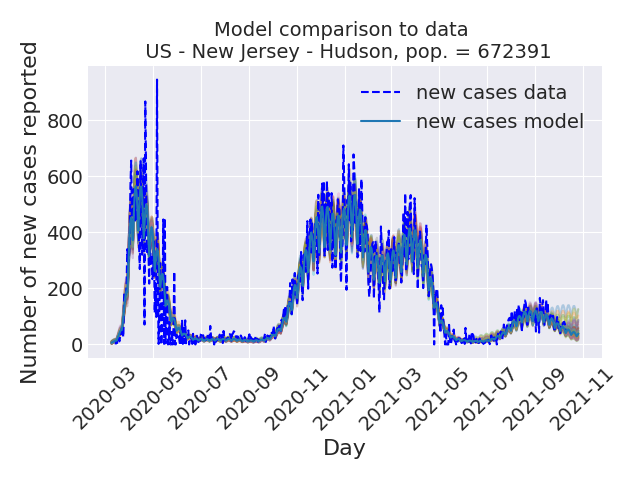 Model comparison to data
US - New Jersey - Hudson, pop. = 672391
Number of new cases reported
new cases data
new cases model
800
600
400
200
0
2020-03
2020-05
2020-07
2020-09
2020-11
2021-01
2021-03
2021-05
2021-07
2021-09
2021-11
Day